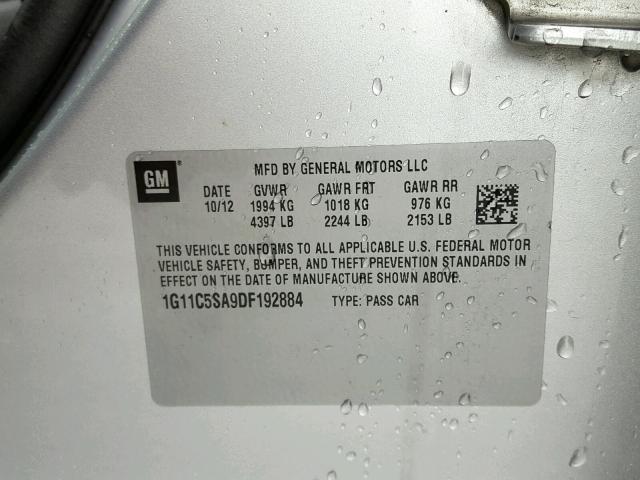 GM
MFD BY GENERAL MOTORS LLC
DATE GVWR GAWR FRT GAWR RR
10/12 1994 KG 1018 KG 976 KG
4397 LB 2244 LB 2153 LB
THIS VEHICLE CONFORMS TO ALL APPLICABLE U.S. FEDERAL MOTOR
VEHICLE SAFETY, BUMPER, AND THEFT PREVENTION STANDARDS IN
EFFECT ON THE DATE OF MANUFACTURE SHOWN ABOVE.
1G11C5SA9DF192884 TYPE: PASS CAR